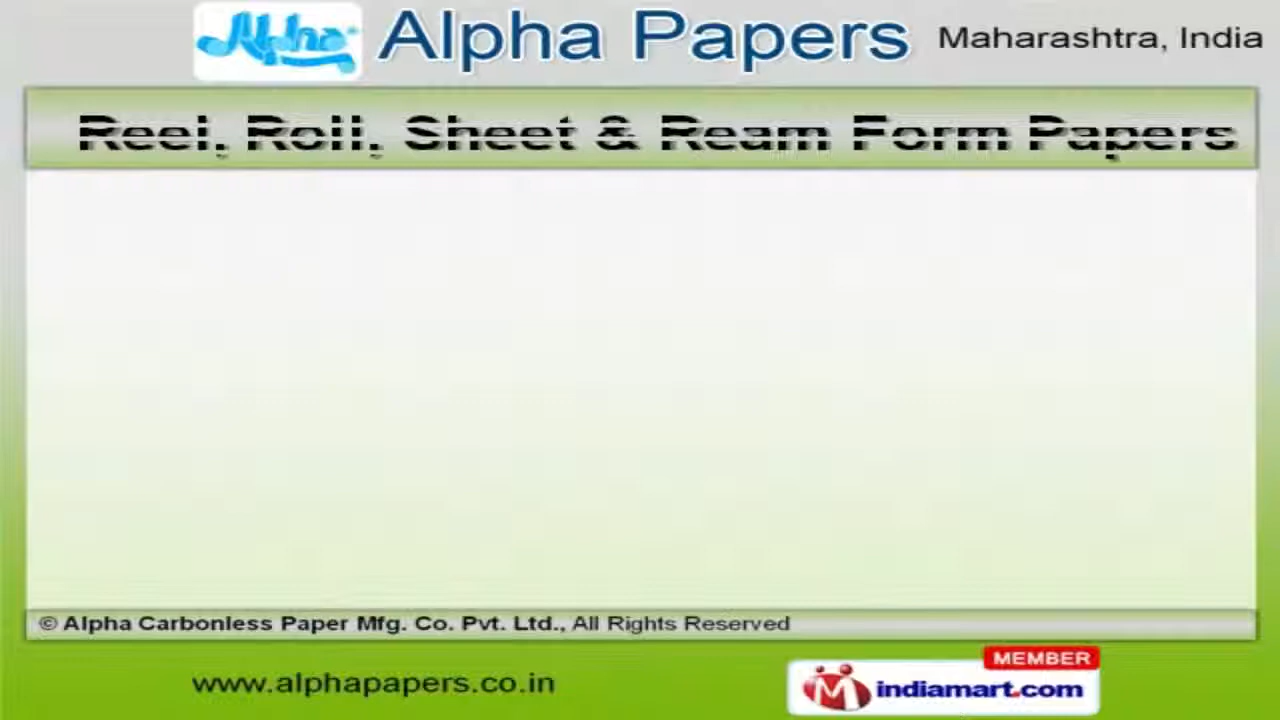 Alpha Alpha Papers Maharashtra, India
Reel, Roll, Sheet & Ream Form Papers
© Alpha Carbonless Paper Mfg. Co. Pvt. Ltd., All Rights Reserved
MEMBER
www.alphapapers.co.in indiamart.com